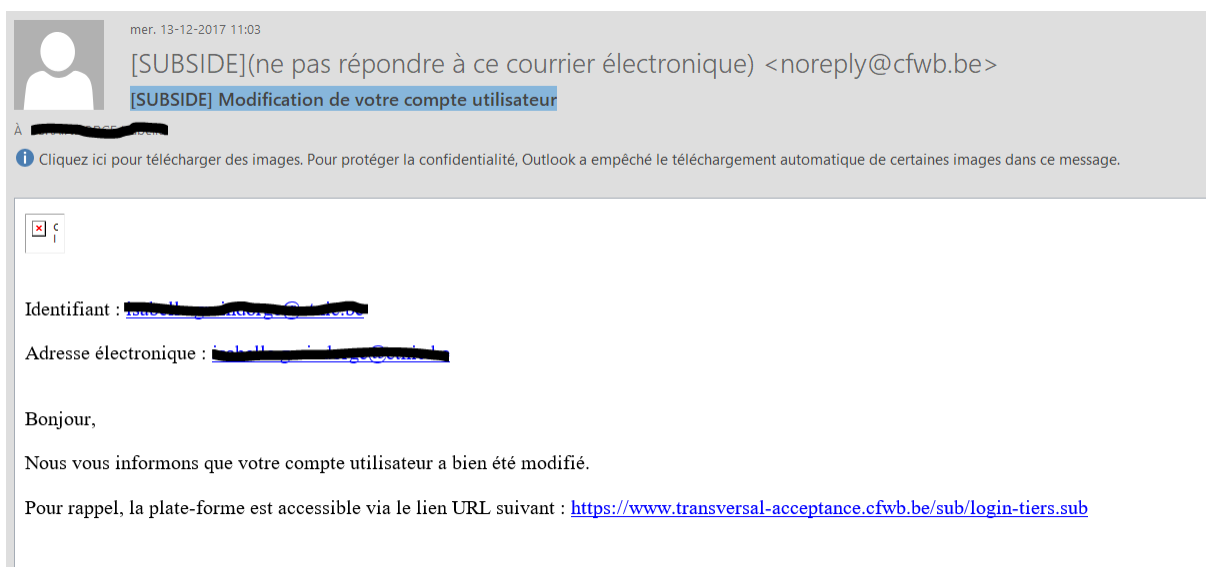 mer. 13-12-2017 11:03
[SUBSIDE](ne pas répondre à ce courrier électronique) <noreply@cfwb.be>
[SUBSIDE] Modification de votre compte utilisateur
À
Cliquez ici pour télécharger des images. Pour protéger la confidentialité, Outlook a empêché le téléchargement automatique de certaines images dans ce message.
Identifiant :
Adresse électronique :
Bonjour,
Nous vous informons que votre compte utilisateur a bien été modifié.
Pour rappel, la plate-forme est accessible via le lien URL suivant : https://www.transversal-acceptance.cfwb.be/sub/login-tiers.sub